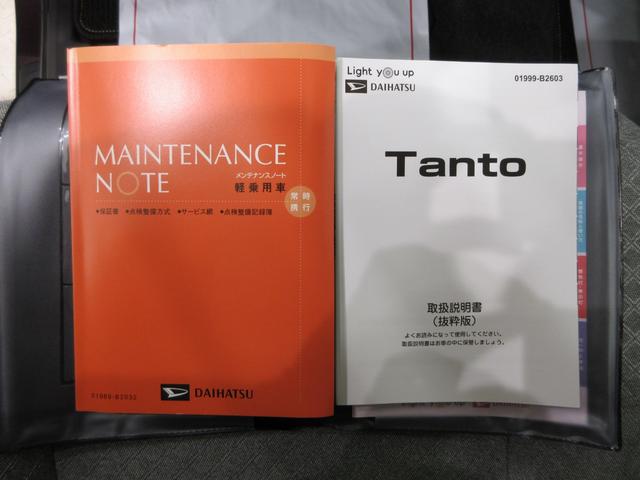 MAINTENANCE
NOTE
メンテナンスノート
軽乗用車
常時
携行
●保証書 ●点検整備方式 ●サービス網 ●点検整備記録簿
DAIHATSU
01999-B2032
Light you up
DAIHATSU
01999-B2603
Tanto
取扱説明書
(抜粋版)
よくお読みになって使用してください。
取扱説明書はお車の中に保管しましょう。